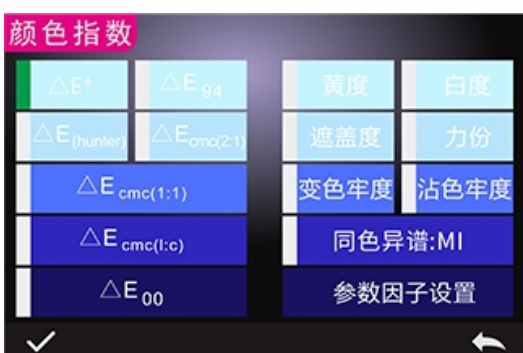 颜色指数
△E* △E94 黄度 白度
△E(hunter) △Ecmc(2:1) 遮盖度 力份
△Ecmc(1:1) 变色牢度 沾色牢度
△Ecmc(l:c) 同色异谱:MI
△E00 参数因子设置